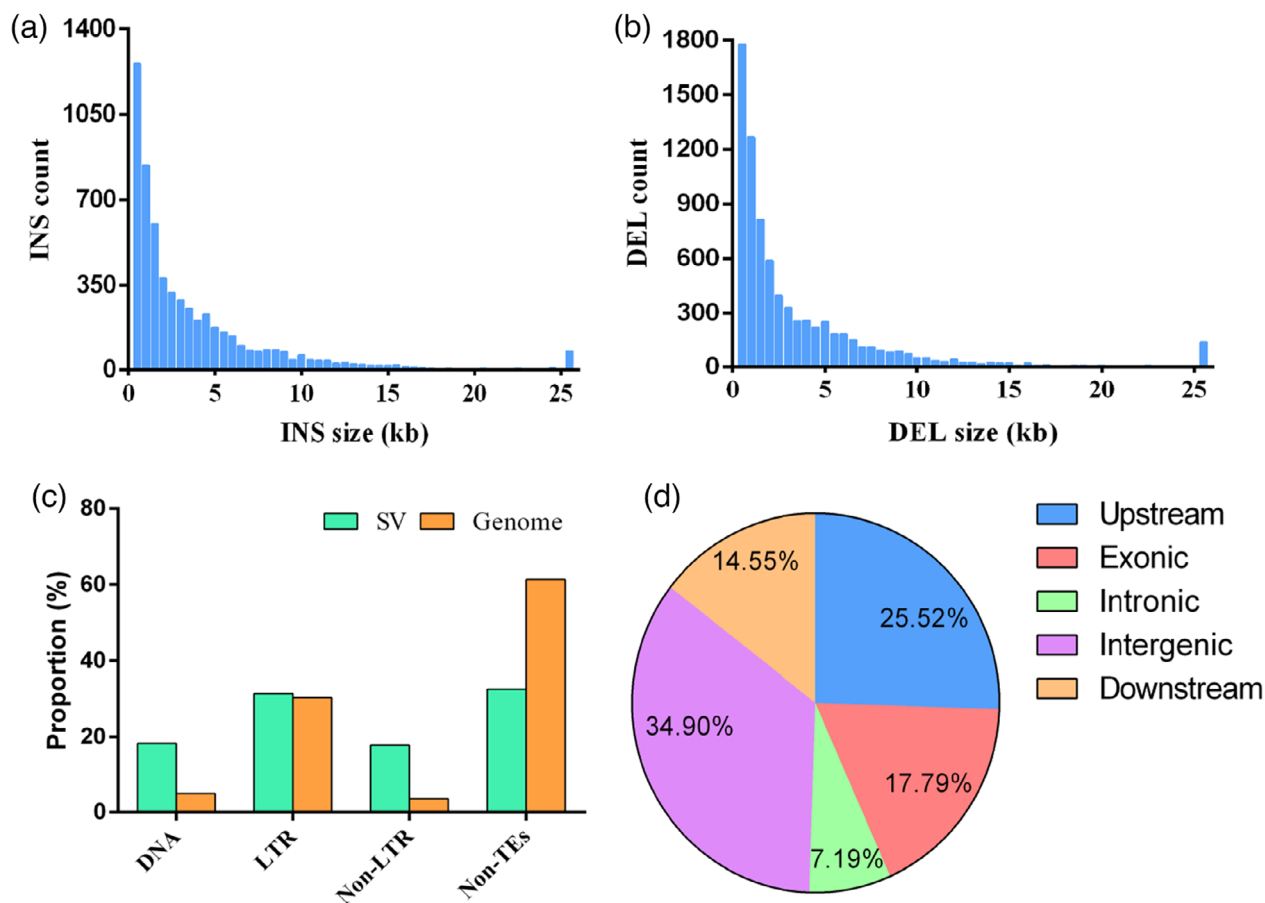 (a)
1400
1050
700
350
0
INS count
0 5 10 15 20 25
INS size (kb)
(b)
1800
1500
1200
900
600
300
0
DEL count
0 5 10 15 20 25
DEL size (kb)
(c)
80
60
40
20
0
Proportion (%)
SV Genome
DNA LTR Non-LTR Non-TEs
(d)
14.55%
25.52%
34.90%
17.79%
7.19%
Upstream
Exonic
Intronic
Intergenic
Downstream